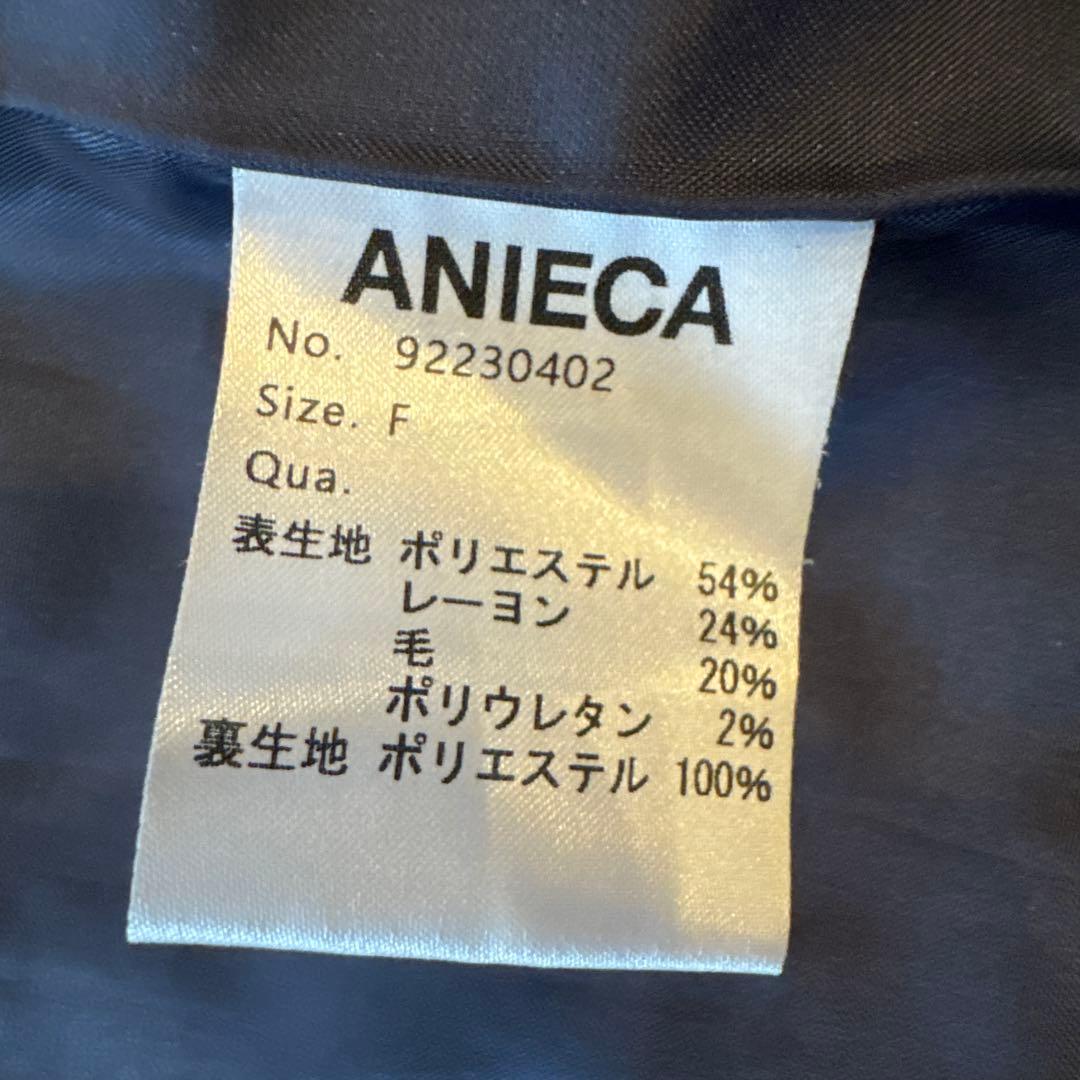 ANIECA
No. 92230402
Size. F
Qua.
表生地 ポリエステル 54%
レーヨン 24%
毛 20%
ポリウレタン 2%
裏生地 ポリエステル 100%